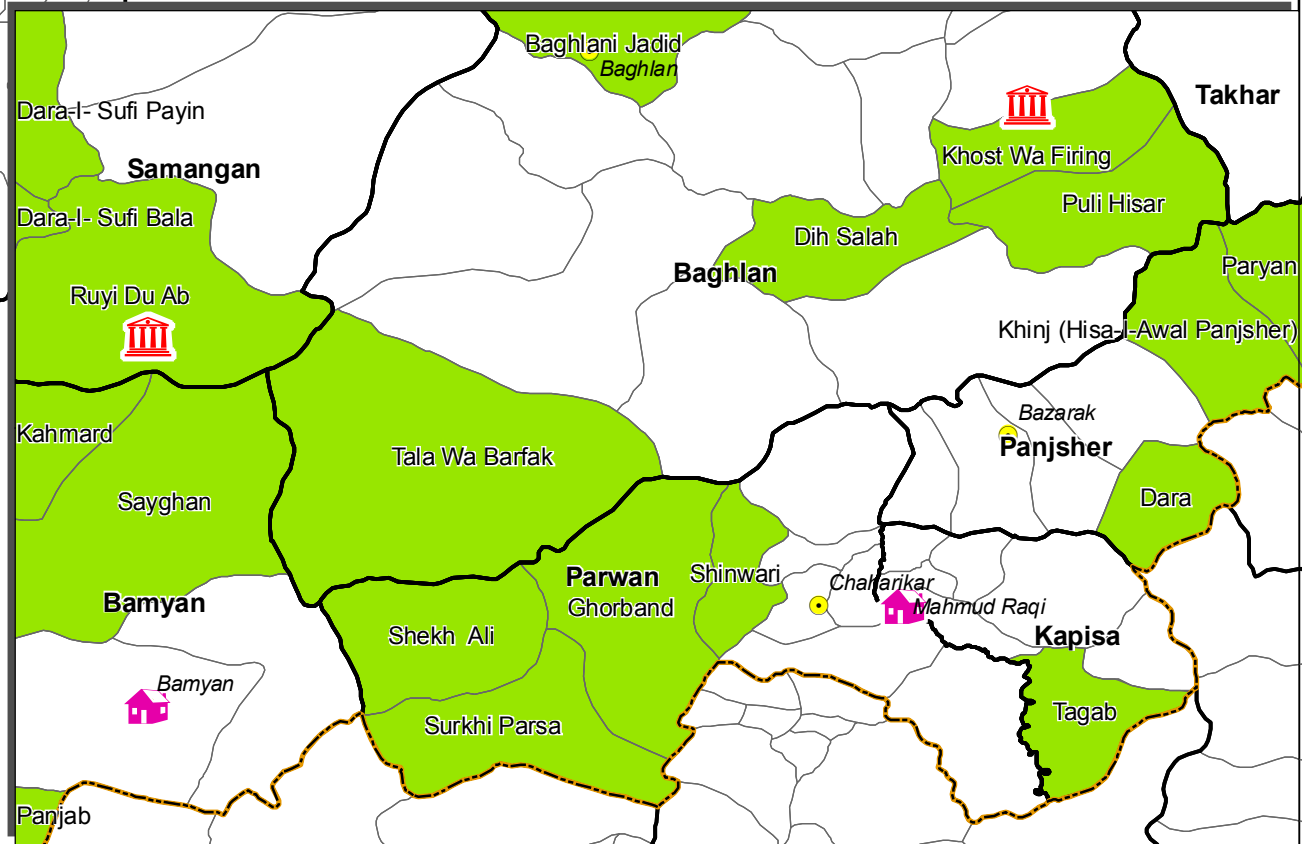 Baghlani Jadid
Baghlan
Takhar
Dara-I- Sufi Payin
Khost Wa Firing
Samangan
Puli Hisar
Dara-I- Sufi Bala
Dih Salah
Paryan
Baghlan
Ruyi Du Ab
Khinj (Hisa-I-Awal Panjsher)
Bazarak
Kahmard
Panjsher
Tala Wa Barfak
Dara
Sayghan
Shinwari
Parwan
Chaharikar
Bamyan
Ghorband
Mahmud Raqi
Shekh Ali
Kapisa
Bamyan
Tagab
Surkhi Parsa
Panjab